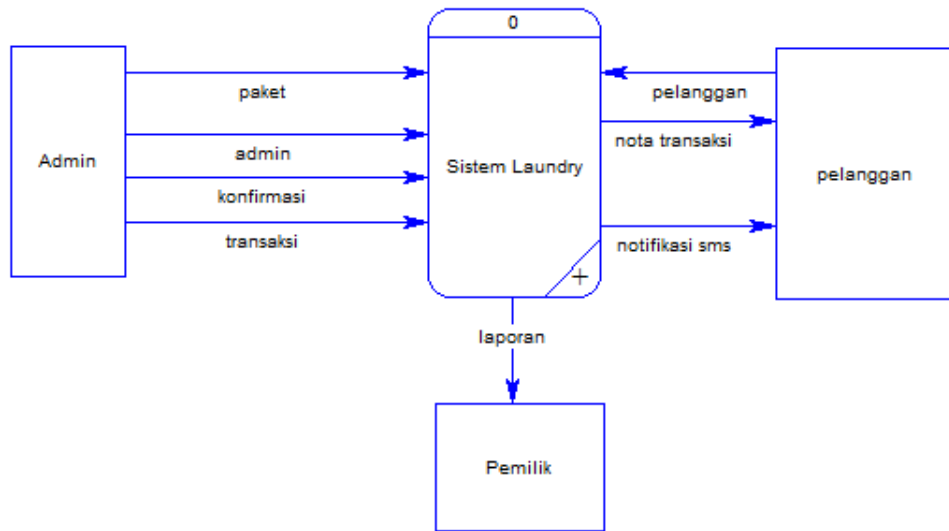 0
Admin
paket
admin
konfirmasi
transaksi
Sistem Laundry
+
pelanggan
nota transaksi
notifikasi sms
pelanggan
laporan
Pemilik